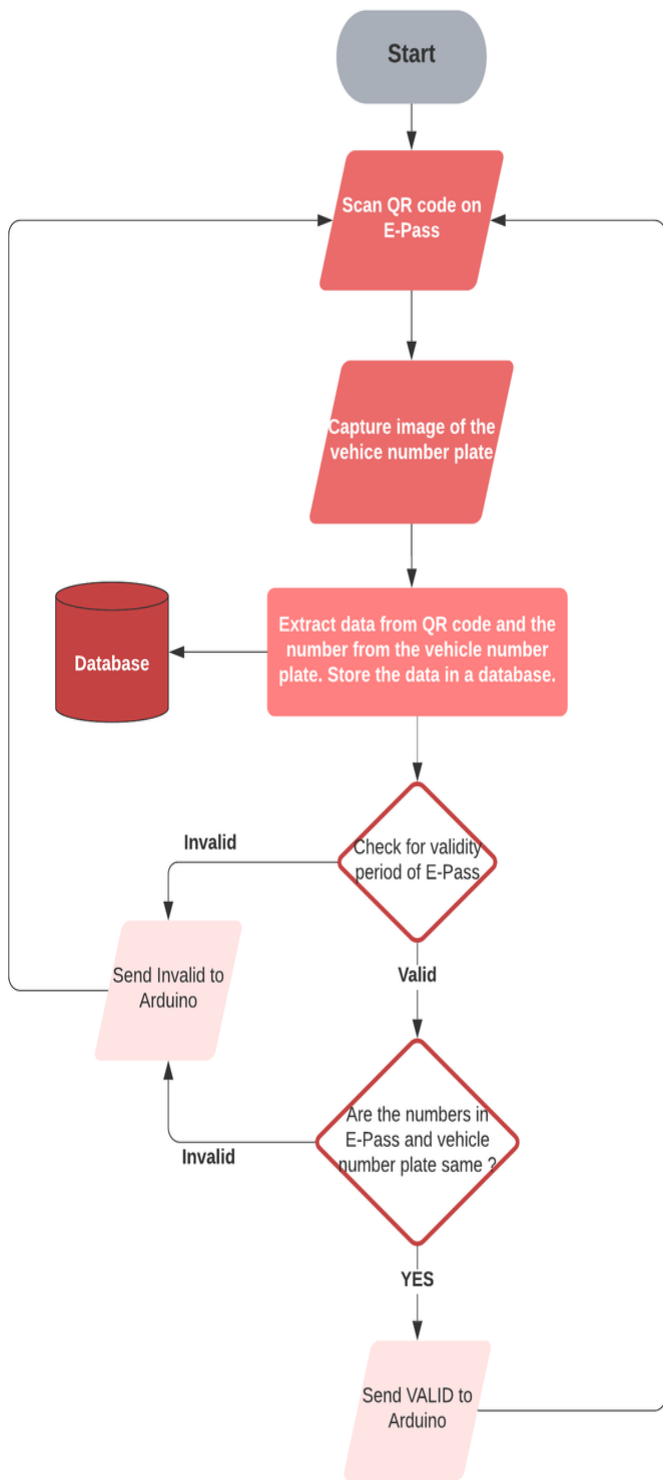 Start
Scan QR code on
E-Pass
Capture image of the
vehice number plate
Extract data from QR code and the
number from the vehicle number
plate. Store the data in a database.
Database
Check for validity
period of E-Pass
Invalid
Valid
Send Invalid to
Arduino
Are the numbers in
E-Pass and vehicle
number plate same ?
Invalid
YES
Send VALID to
Arduino